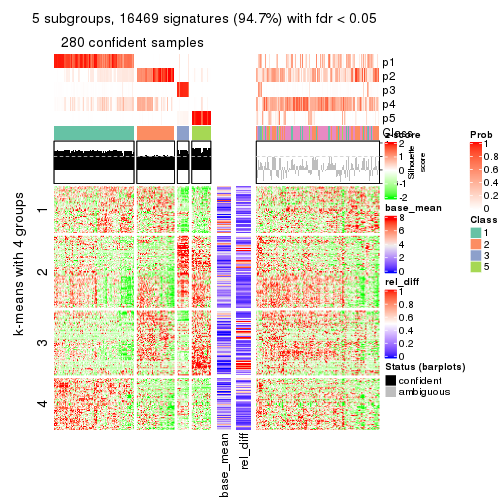 5 subgroups, 16469 signatures (94.7%) with fdr < 0.05
280 confident samples
p1
p2
p3
p4
p5
Class
Silhouette
score
k-means with 4 groups
1
2
3
4
base_mean
rel_diff
z-score
2
1
0
-1
-2
base_mean
8
6
4
2
0
rel_diff
1
0.8
0.6
0.4
0.2
0
Status (barplots)
confident
ambiguous
Prob
1
0.8
0.6
0.4
0.2
0
Class
1
2
3
5